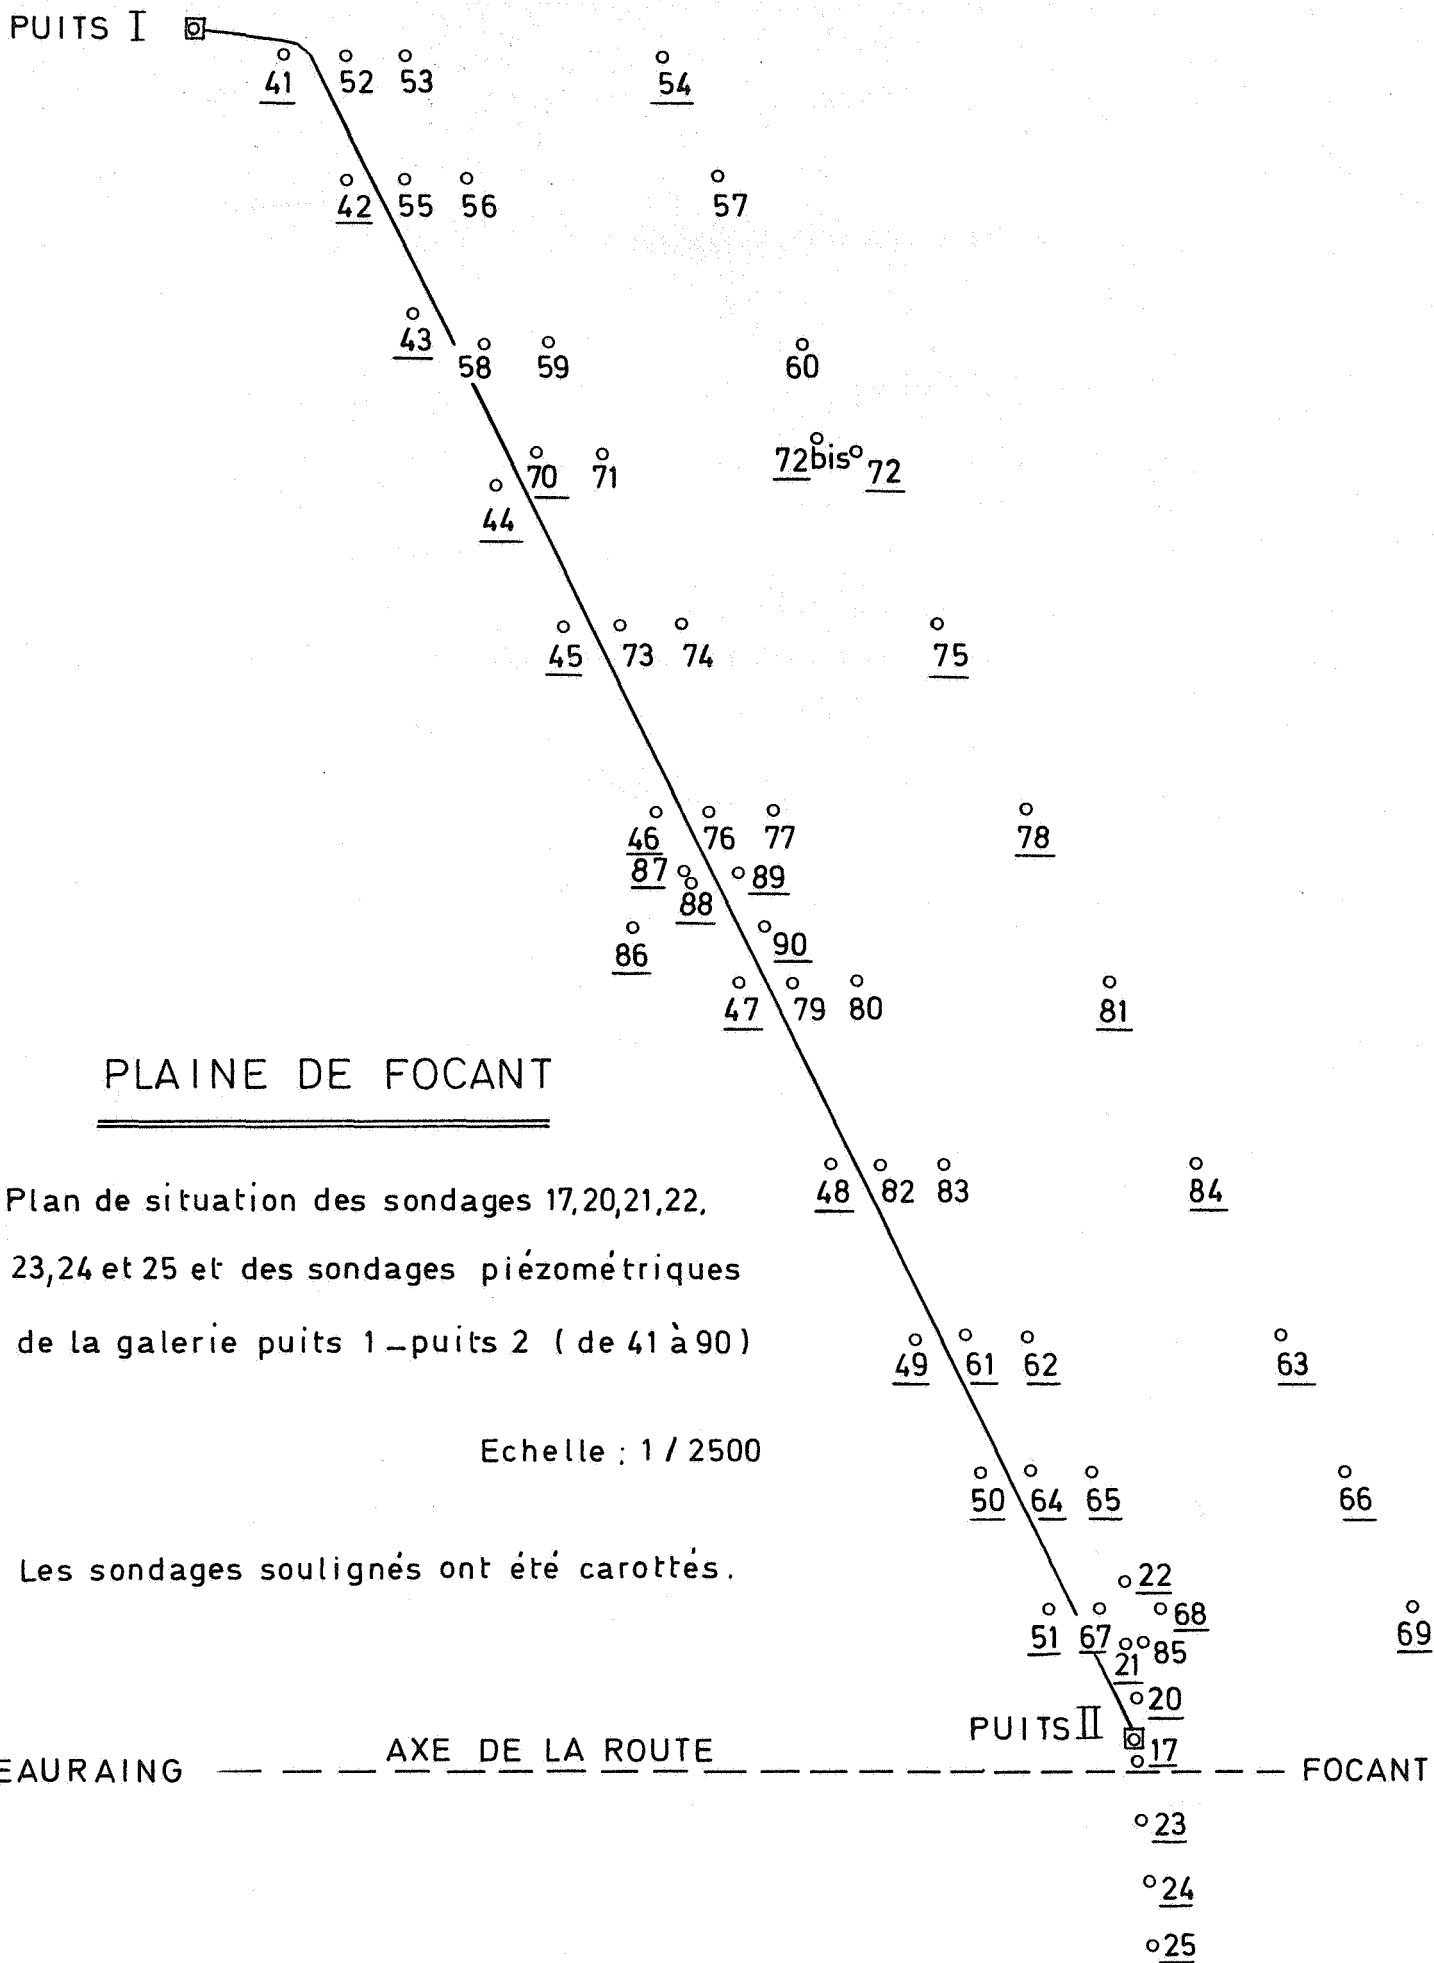 PUITS I
41 52 53 54
42 55 56 57
43 58 59 60
70 71 72bis 72
44
45 73 74 75
46 76 77 78
87 89
88
86 90
47 79 80 81
PLAINE DE FOCANT
48 82 83 84
Plan de situation des sondages 17,20,21,22,
23,24 et 25 et des sondages piézométriques
de la galerie puits 1-puits 2 ( de 41 à 90 )
49 61 62 63
Echelle : 1 / 2500
50 64 65 66
Les sondages soulignés ont été carottés.
22
68
51 67 85 69
21
20
PUITS II
17
EAURAING AXE DE LA ROUTE FOCANT
23
24
25